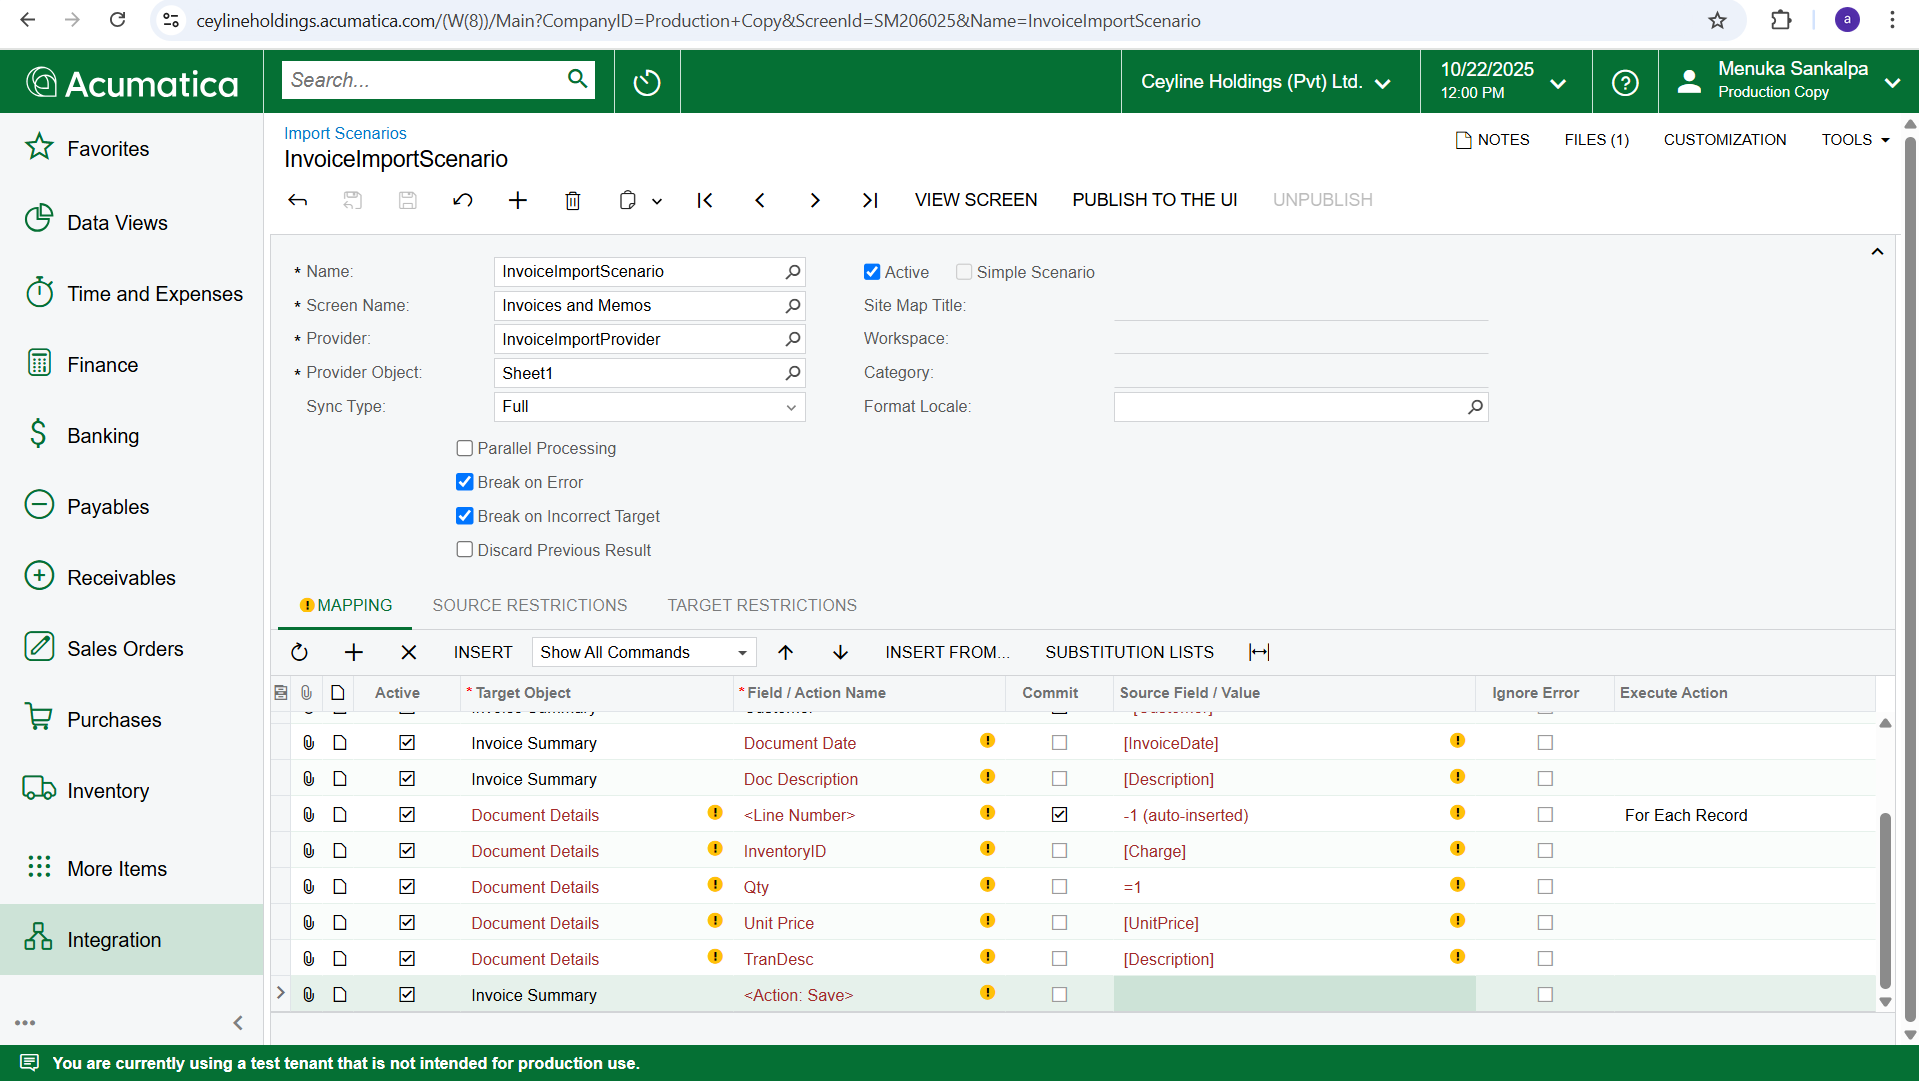 ceylineholdings.acumatica.com/(W(8))/Main?CompanyID=Production+Copy&ScreenId=SM206025&Name=InvoiceImportScenario
a
Acumatica
Search...
Ceyline Holdings (Pvt) Ltd.
10/22/2025
12:00 PM
Menuka Sankalpa
Production Copy
Favorites
Data Views
Time and Expenses
Finance
Banking
Payables
Receivables
Sales Orders
Purchases
Inventory
More Items
Integration
Import Scenarios
InvoiceImportScenario
NOTES FILES (1) CUSTOMIZATION TOOLS
VIEW SCREEN PUBLISH TO THE UI UNPUBLISH
* Name: InvoiceImportScenario
* Screen Name: Invoices and Memos
* Provider: InvoiceImportProvider
* Provider Object: Sheet1
Sync Type: Full
Parallel Processing
Break on Error
Break on Incorrect Target
Discard Previous Result
Active Simple Scenario
Site Map Title:
Workspace:
Category:
Format Locale:
MAPPING SOURCE RESTRICTIONS TARGET RESTRICTIONS
INSERT Show All Commands INSERT FROM... SUBSTITUTION LISTS
Active * Target Object * Field / Action Name Commit Source Field / Value Ignore Error Execute Action
Invoice Summary Document Date [InvoiceDate]
Invoice Summary Doc Description [Description]
Document Details <Line Number> -1 (auto-inserted) For Each Record
Document Details InventoryID [Charge]
Document Details Qty =1
Document Details Unit Price [UnitPrice]
Document Details TranDesc [Description]
Invoice Summary <Action: Save>
You are currently using a test tenant that is not intended for production use.